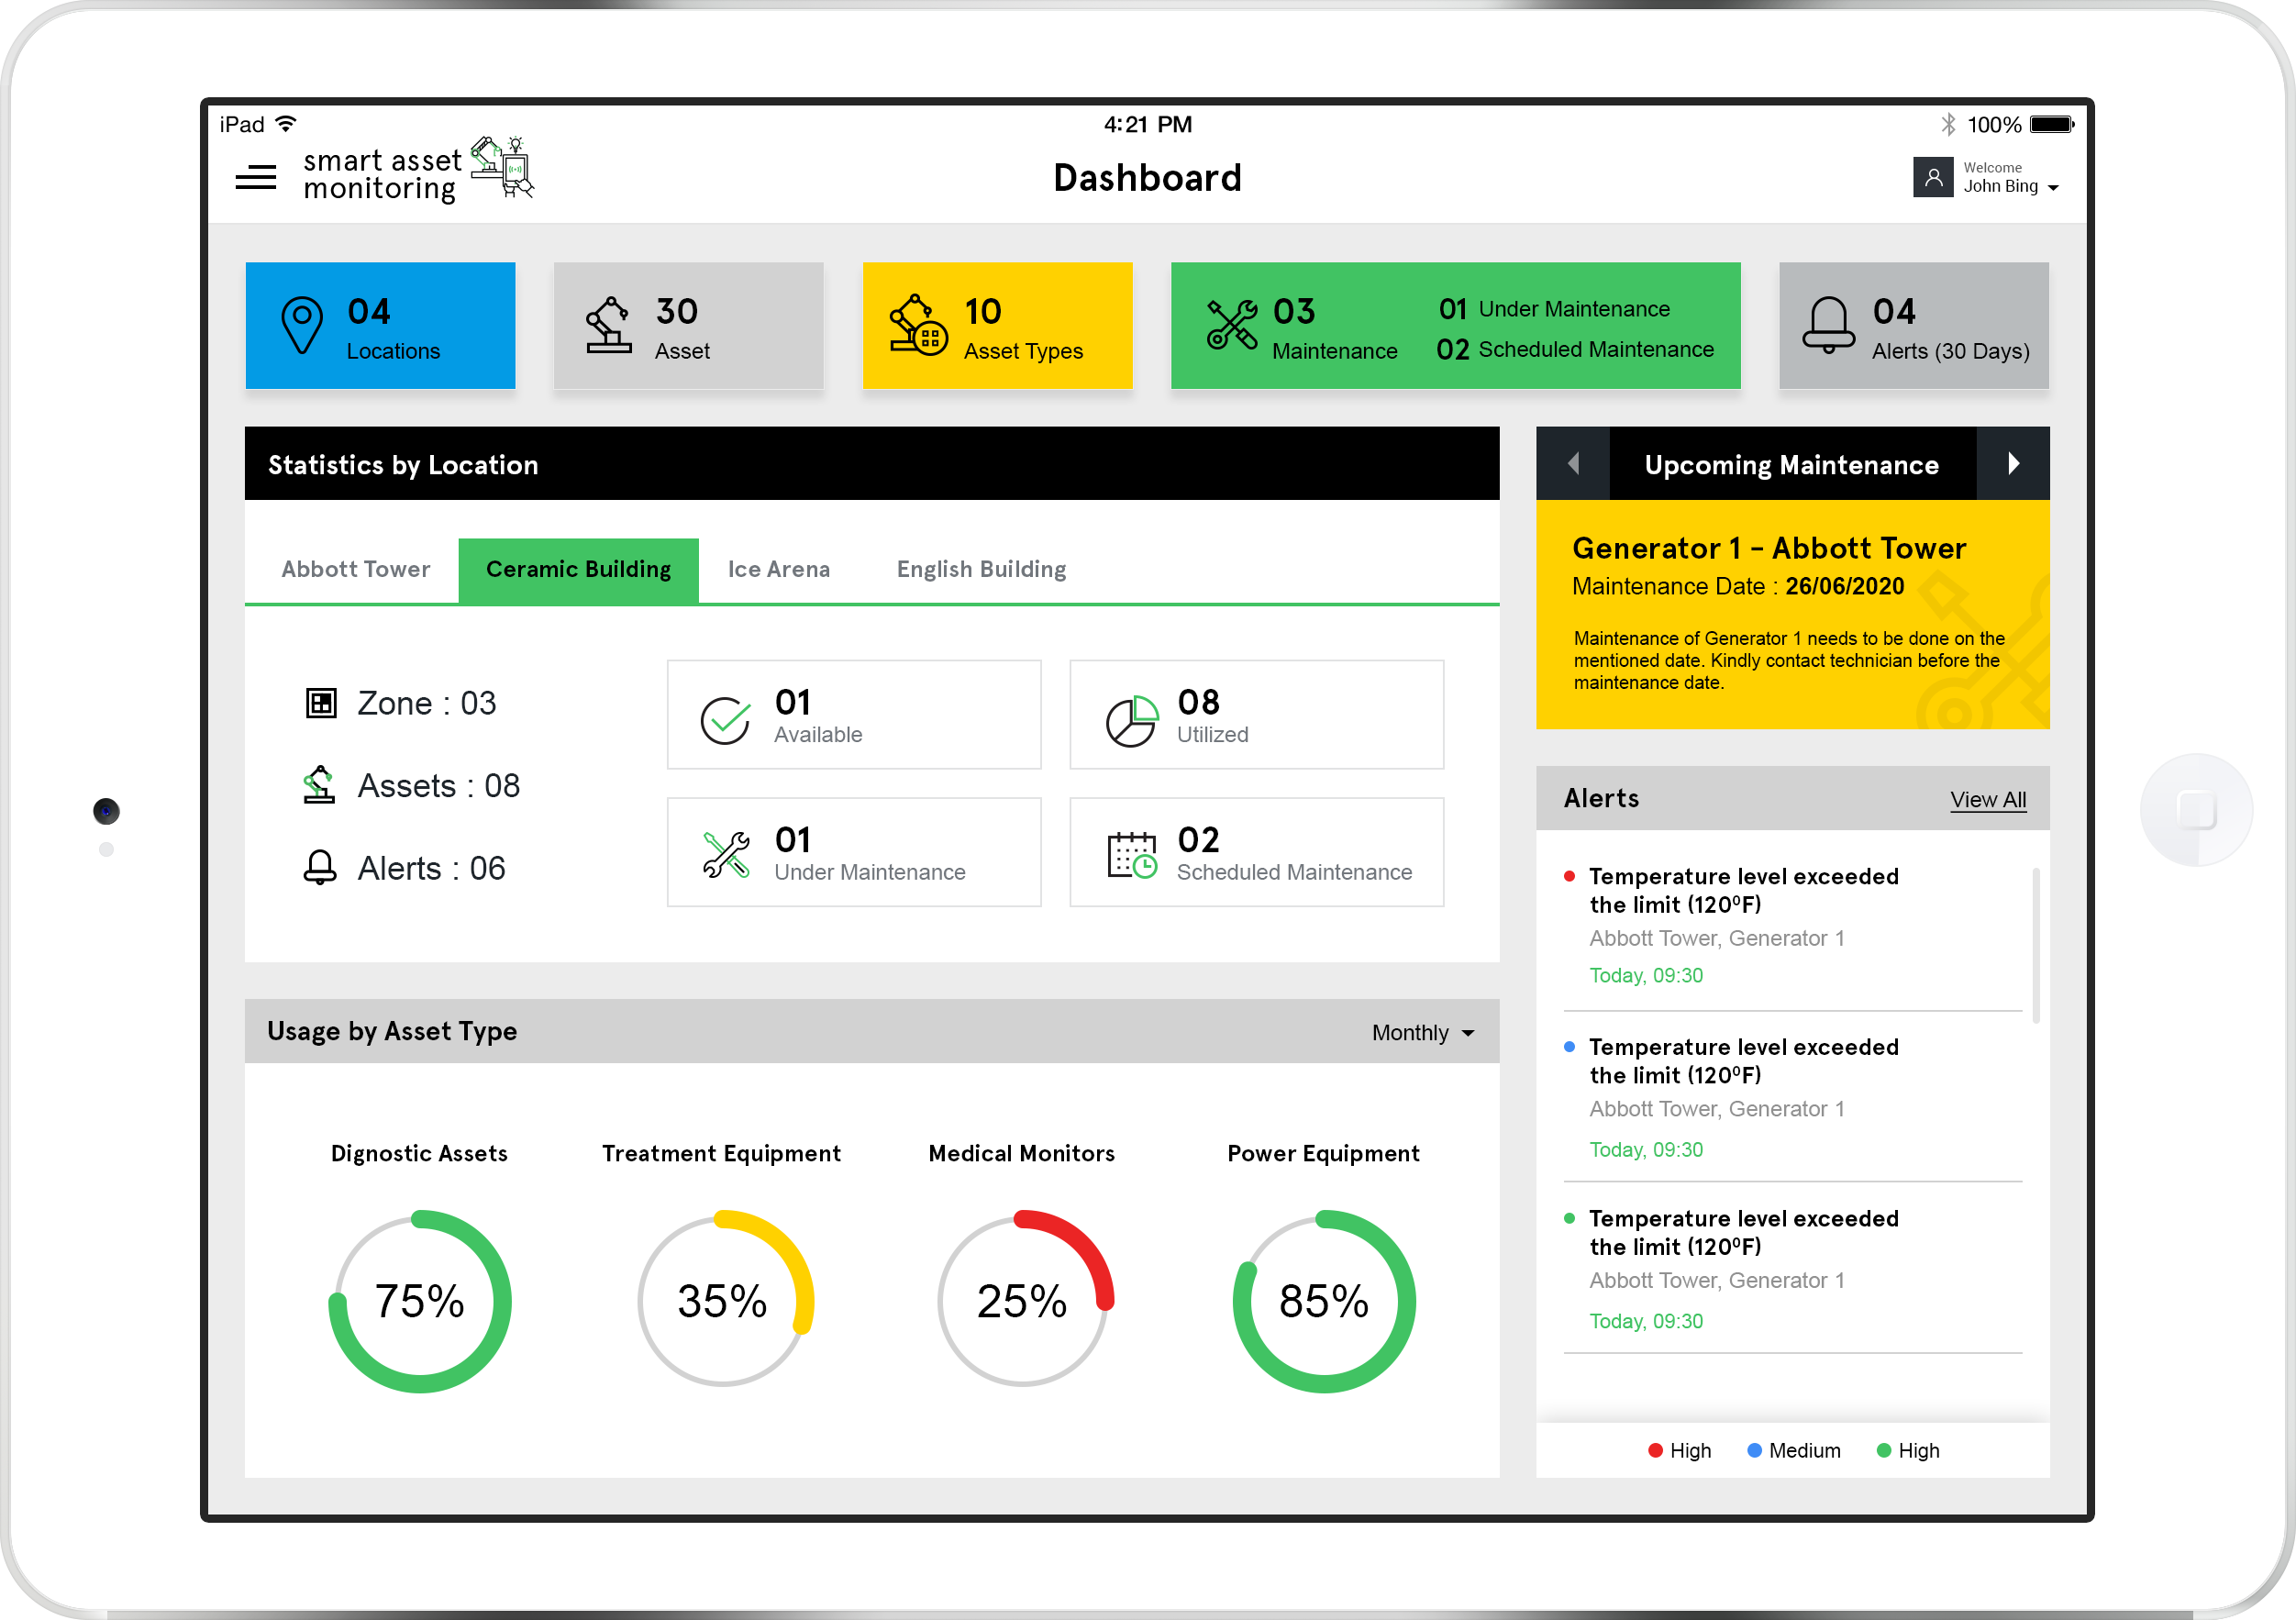 iPad
4:21 PM
100%
smart asset
monitoring
Dashboard
Welcome
John Bing
04
Locations
30
Asset
10
Asset Types
03
Maintenance
01 Under Maintenance
02 Scheduled Maintenance
04
Alerts (30 Days)
Statistics by Location
Abbott Tower
Ceramic Building
Ice Arena
English Building
Zone : 03
Assets : 08
Alerts : 06
01
Available
08
Utilized
01
Under Maintenance
02
Scheduled Maintenance
Usage by Asset Type
Monthly
Dignostic Assets
Treatment Equipment
Medical Monitors
Power Equipment
75%
35%
25%
85%
Upcoming Maintenance
Generator 1 - Abbott Tower
Maintenance Date : 26/06/2020
Maintenance of Generator 1 needs to be done on the
mentioned date. Kindly contact technician before the
maintenance date.
Alerts
View All
Temperature level exceeded
the limit (120ºF)
Abbott Tower, Generator 1
Today, 09:30
Temperature level exceeded
the limit (120ºF)
Abbott Tower, Generator 1
Today, 09:30
Temperature level exceeded
the limit (120ºF)
Abbott Tower, Generator 1
Today, 09:30
High
Medium
High